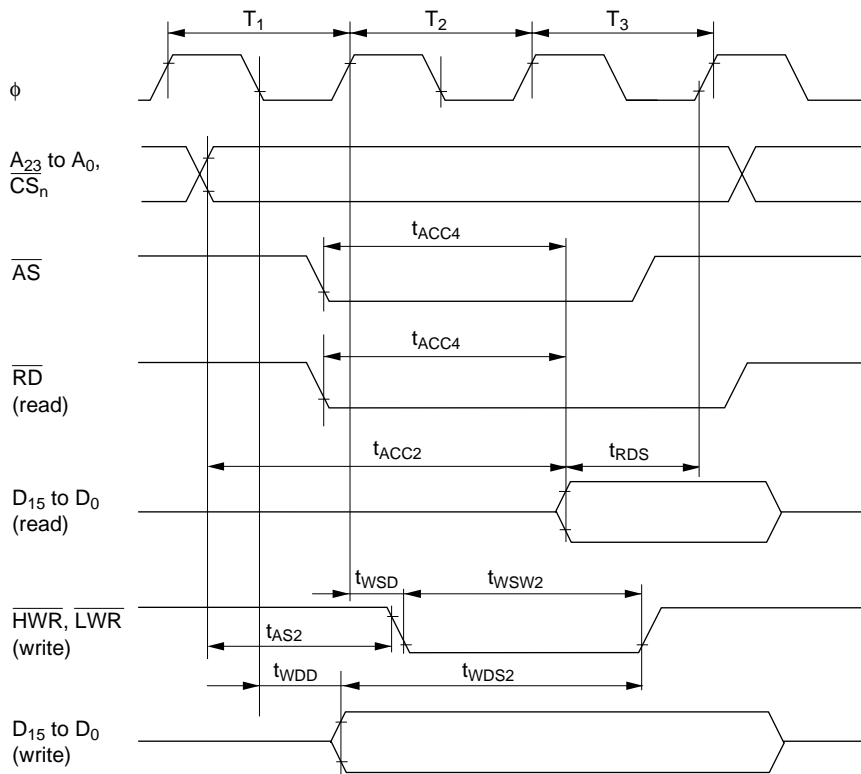 T1 T2 T3
ϕ
A23 to A0,
CSn
tACC4
AS
tACC4
RD
(read)
tACC2 tRDS
D15 to D0
(read)
tWSD tWSW2
HWR, LWR
(write)
tAS2
tWDD tWDS2
D15 to D0
(write)